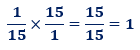 1/15 × 15/1 = 15/15 = 1